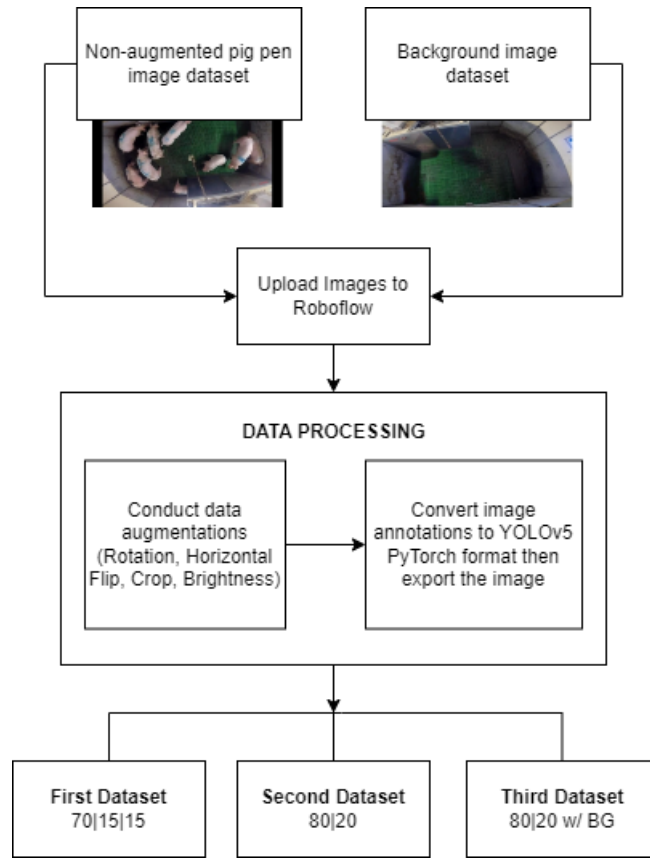 Non-augmented pig pen
image dataset
Background image
dataset
Upload Images to
Roboflow
DATA PROCESSING
Conduct data
augmentations
(Rotation, Horizontal
Flip, Crop, Brightness)
Convert image
annotations to YOLOv5
PyTorch format then
export the image
First Dataset
70|15|15
Second Dataset
80|20
Third Dataset
80|20 w/ BG